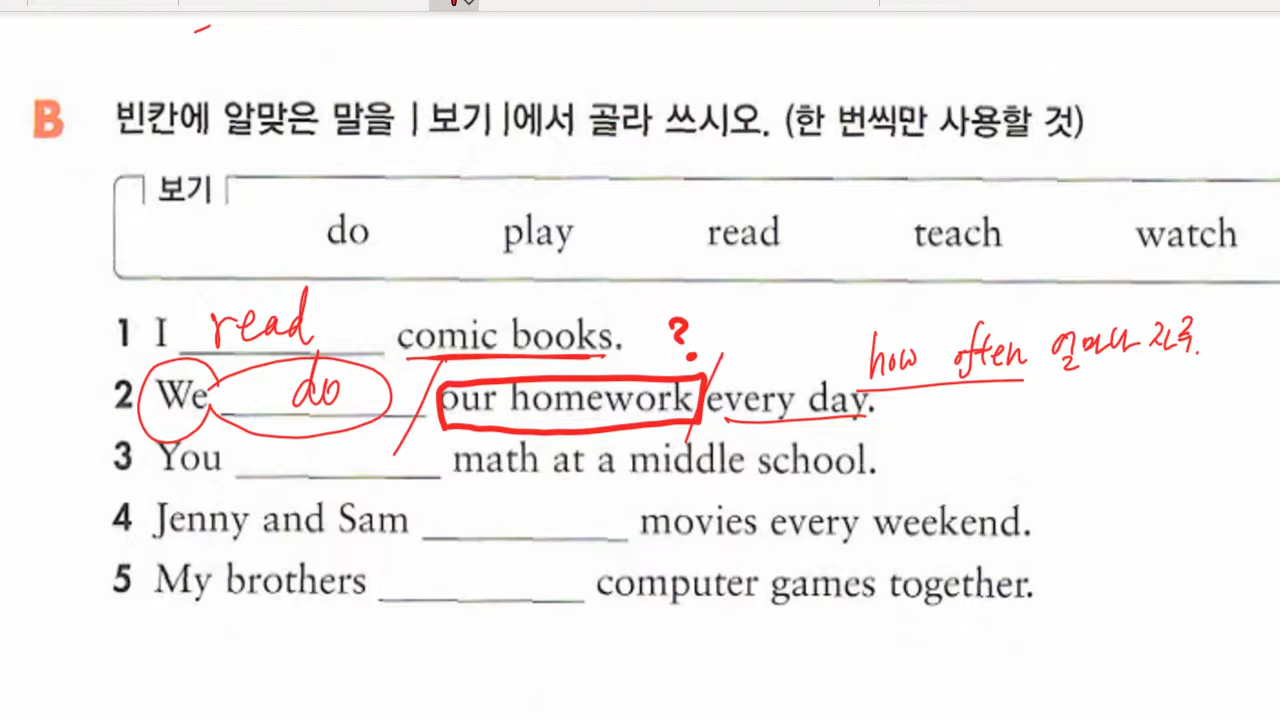 B 빈칸에 알맞은 말을 | 보기 |에서 골라 쓰시오. (한 번씩만 사용할 것)
보기
do play read teach watch
1 I read comic books. ?
how often 얼마나 자주
2 We do our homework every day.
3 You ________ math at a middle school.
4 Jenny and Sam ________ movies every weekend.
5 My brothers ________ computer games together.